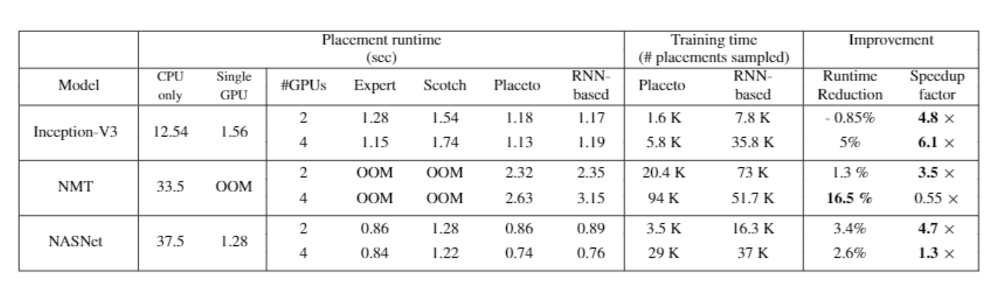 Placement runtime Training time Improvement
(sec) (# placements sampled)
CPU Single RNN- RNN- Runtime Speedup
Model #GPUs Expert Scotch Placeto Placeto
only GPU based based Reduction factor
2 1.28 1.54 1.18 1.17 1.6 K 7.8 K - 0.85% 4.8 ×
Inception-V3 12.54 1.56
4 1.15 1.74 1.13 1.19 5.8 K 35.8 K 5% 6.1 ×
2 OOM OOM 2.32 2.35 20.4 K 73 K 1.3 % 3.5 ×
NMT 33.5 OOM
4 OOM OOM 2.63 3.15 94 K 51.7 K 16.5 % 0.55 ×
2 0.86 1.28 0.86 0.89 3.5 K 16.3 K 3.4% 4.7 ×
NASNet 37.5 1.28
4 0.84 1.22 0.74 0.76 29 K 37 K 2.6% 1.3 ×